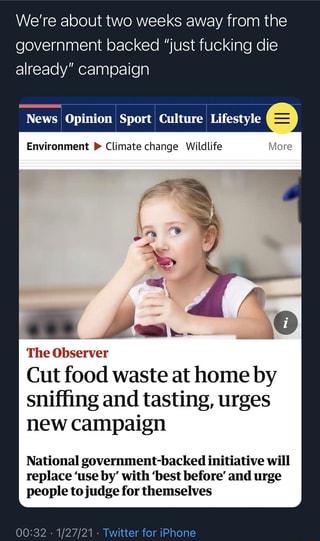 We're about two weeks away from the
government backed "just fucking die
already" campaign
News Opinion Sport Culture Lifestyle
Environment ▶ Climate change Wildlife More
i
The Observer
Cut food waste at home by
sniffing and tasting, urges
new campaign
National government-backed initiative will
replace 'use by' with 'best before' and urge
people to judge for themselves
00:32 · 1/27/21 · Twitter for iPhone